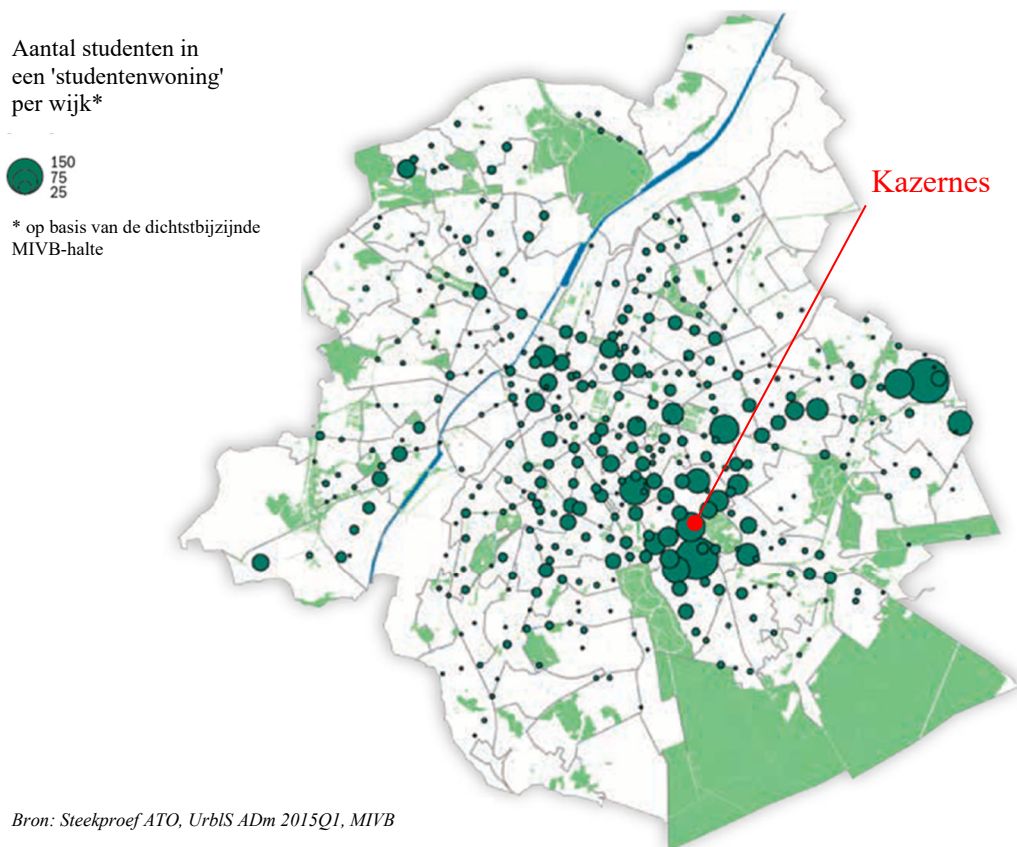 Aantal studenten in
een 'studentenwoning'
per wijk*
150
75
25
* op basis van de dichtstbijzijnde
MIVB-halte
Kazernes
Bron: Steekproef ATO, UrbIS ADm 2015Q1, MIVB